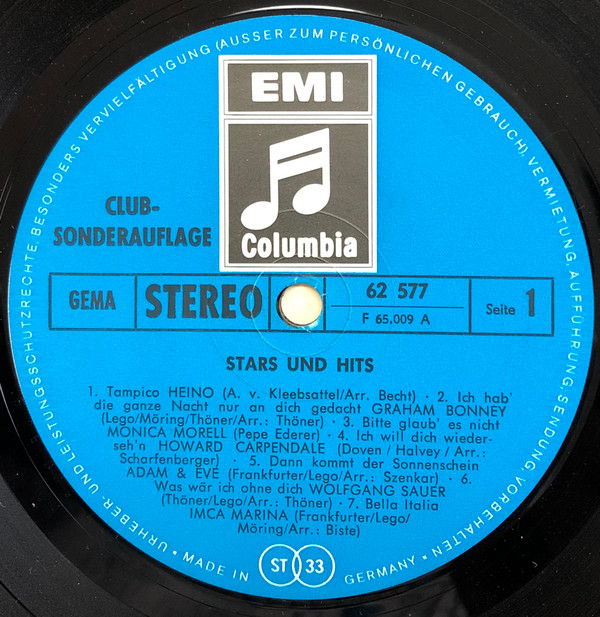 URHEBER- UND LEISTUNGSSCHUTZRECHTE, BESONDERS VERVIELFÄLTIGUNG (AUSSER ZUM PERSÖNLICHEN GEBRAUCH), VERMIETUNG, AUFFÜHRUNG, SENDUNG VORBEHALTEN •
EMI
Columbia
CLUB-
SONDERAUFLAGE
GEMA
STEREO
62 577
F 65.009 A
Seite 1
STARS UND HITS
1. Tampico HEINO (A. v. Kleebsattel/Arr. Becht) · 2. Ich hab'
die ganze Nacht nur an dich gedacht GRAHAM BONNEY
(Lego/Möring/Thöner/Arr.: Thöner) · 3. Bitte glaub' es nicht
MONICA MORELL (Pepe Ederer) · 4. Ich will dich wieder-
seh'n HOWARD CARPENDALE (Doven / Halvey / Arr.:
Scharfenberger) · 5. Dann kommt der Sonnenschein
ADAM & EVE (Frankfurter/Lego/Arr.: Szenkar) · 6.
Was wär ich ohne dich WOLFGANG SAUER
(Thöner/Lego/Arr.: Thöner) · 7. Bella Italia
IMCA MARINA (Frankfurter/Lego/
Möring/Arr.: Biste)
• MADE IN GERMANY •
ST 33